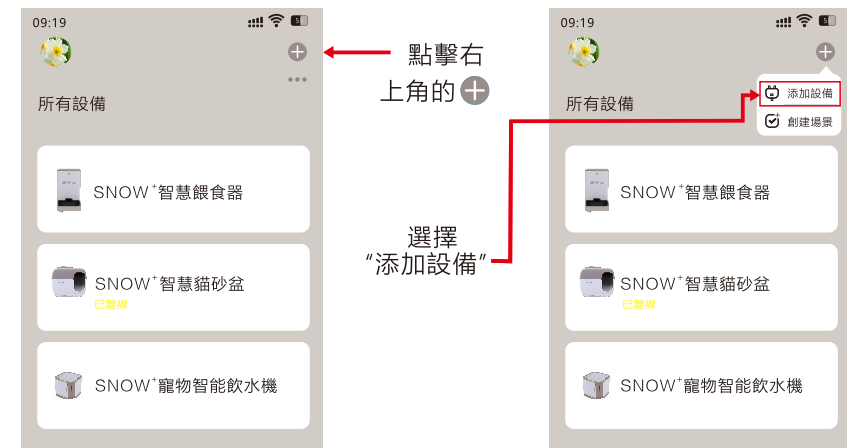 09:19
所有設備
SNOW⁺智慧餵食器
SNOW⁺智慧貓砂盆
已離線
SNOW⁺寵物智能飲水機
點擊右
上角的
選擇
“添加設備”
09:19
添加設備
創建場景
所有設備
SNOW⁺智慧餵食器
SNOW⁺智慧貓砂盆
已離線
SNOW⁺寵物智能飲水機